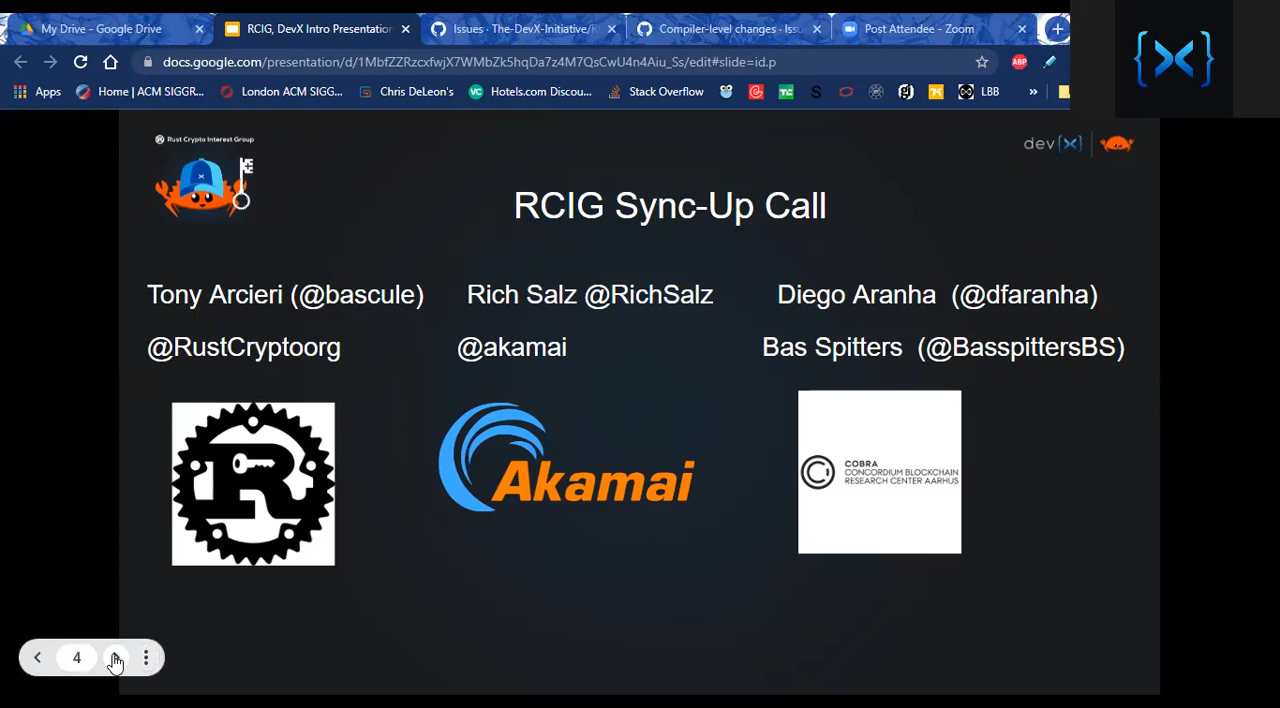 My Drive - Google Drive
RCIG, DevX Intro Presentation
Issues · The-DevX-Initiative/R
Compiler-level changes · Issu
Post Attendee - Zoom
docs.google.com/presentation/d/1MbfZZRzcxfwjX7WMbZk5hqDa7z4M7QsCwU4n4Aiu_Ss/edit#slide=id.p
ABP
Apps
Home | ACM SIGGR...
London ACM SIGG...
Chris DeLeon's
VC
Hotels.com Discou...
Stack Overflow
LBB
»
Rust Crypto Interest Group
dev{X}
RCIG Sync-Up Call
Tony Arcieri (@bascule)
Rich Salz @RichSalz
Diego Aranha (@dfaranha)
@RustCryptoorg
@akamai
Bas Spitters (@BasspittersBS)
R
Akamai
COBRA
CONCORDIUM BLOCKCHAIN
RESEARCH CENTER AARHUS
4